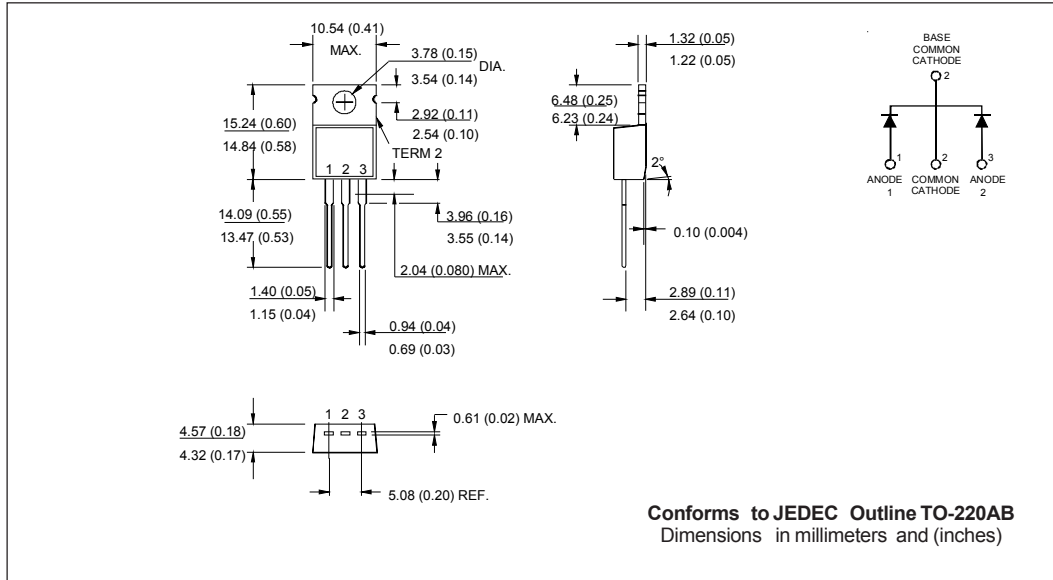 10.54 (0.41)
MAX.
3.78 (0.15)
3.54 (0.14)
DIA.
2.92 (0.11)
2.54 (0.10)
15.24 (0.60)
14.84 (0.58)
TERM 2
1 2 3
14.09 (0.55)
13.47 (0.53)
3.96 (0.16)
3.55 (0.14)
2.04 (0.080) MAX.
1.40 (0.05)
1.15 (0.04)
0.94 (0.04)
0.69 (0.03)
1.32 (0.05)
1.22 (0.05)
6.48 (0.25)
6.23 (0.24)
2°
0.10 (0.004)
2.89 (0.11)
2.64 (0.10)
BASE
COMMON
CATHODE
2
1 2 3
ANODE COMMON ANODE
1 CATHODE 2
1 2 3
0.61 (0.02) MAX.
4.57 (0.18)
4.32 (0.17)
5.08 (0.20) REF.
Conforms to JEDEC Outline TO-220AB
Dimensions in millimeters and (inches)